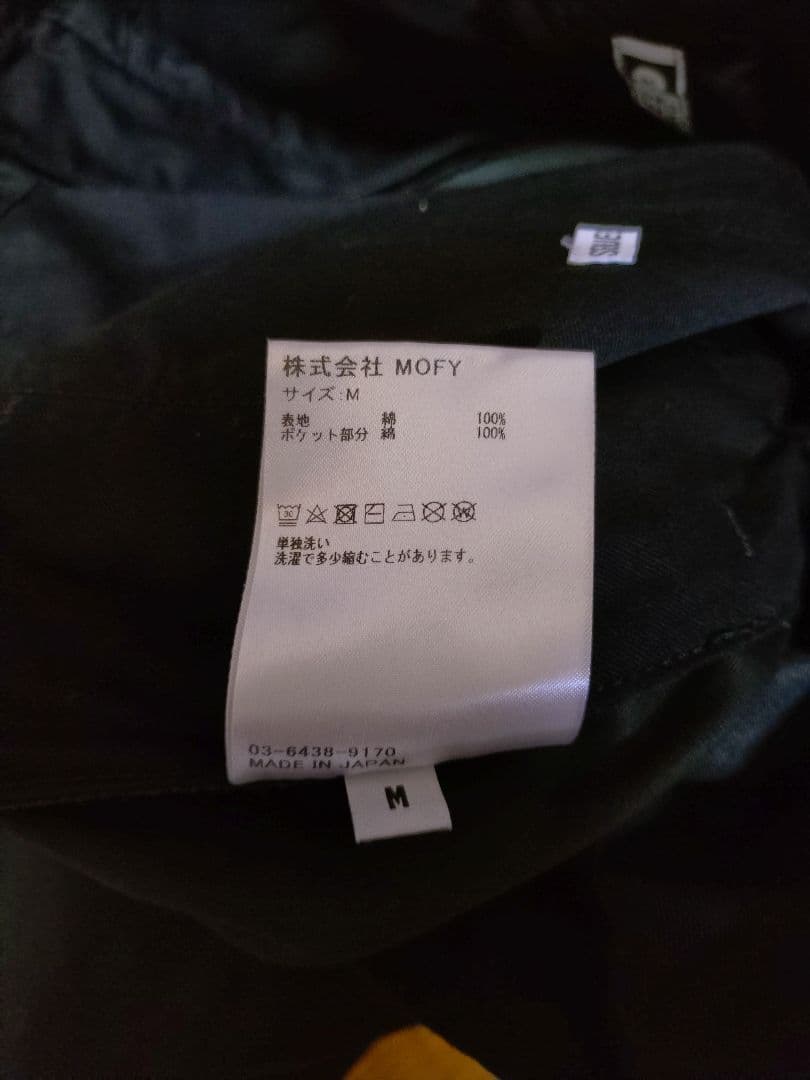 株式会社 MOFY
サイズ:M
表地 綿 100%
ポケット部分 綿 100%
30
W
単独洗い
洗濯で多少縮むことがあります。
03-6438-9170
MADE IN JAPAN
M